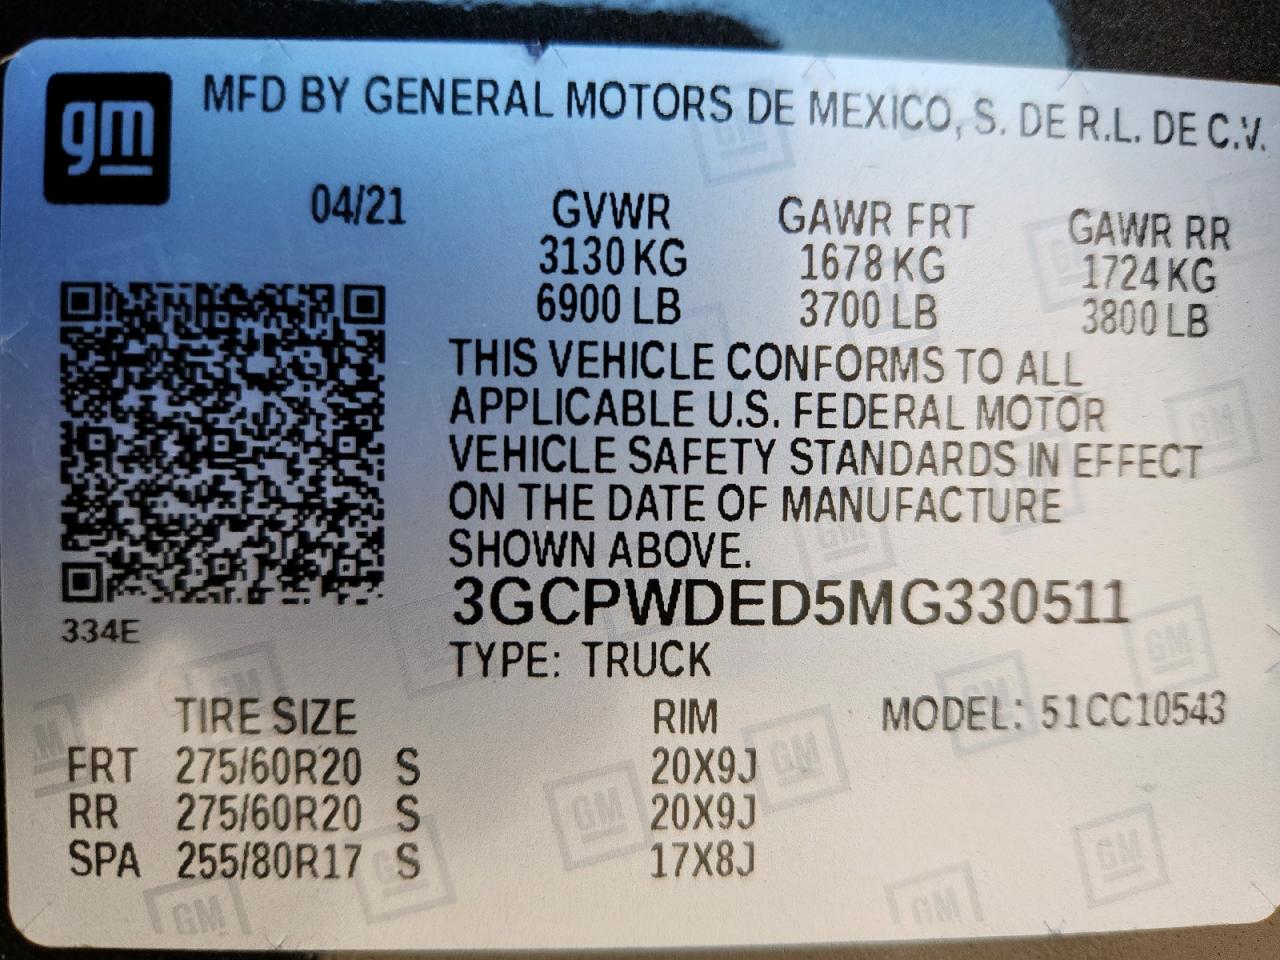 gm
MFD BY GENERAL MOTORS DE MEXICO, S. DE R.L. DE C.V.
04/21 GVWR GAWR FRT GAWR RR
3130 KG 1678 KG 1724 KG
6900 LB 3700 LB 3800 LB
THIS VEHICLE CONFORMS TO ALL
APPLICABLE U.S. FEDERAL MOTOR
VEHICLE SAFETY STANDARDS IN EFFECT
ON THE DATE OF MANUFACTURE
SHOWN ABOVE.
3GCPWDED5MG330511
334E
TYPE: TRUCK
TIRE SIZE RIM MODEL: 51CC10543
FRT 275/60R20 S 20X9J
RR 275/60R20 S 20X9J
SPA 255/80R17 S 17X8J